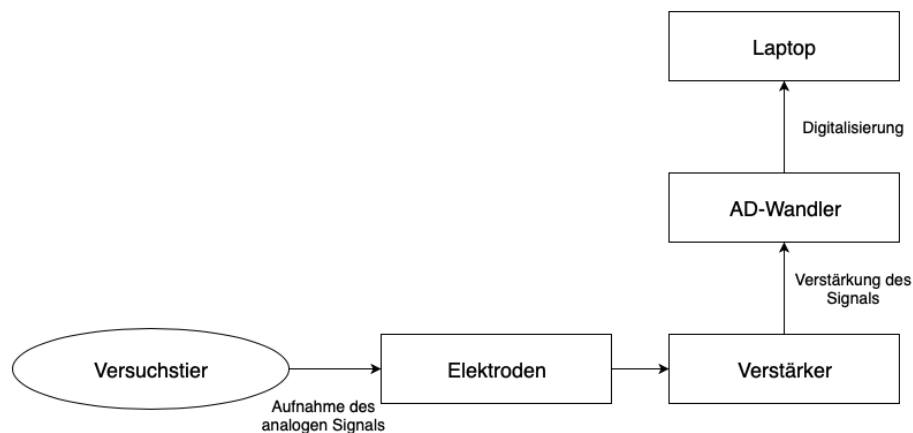 Laptop
Digitalisierung
AD-Wandler
Verstärkung des
Signals
Versuchstier
Elektroden
Verstärker
Aufnahme des
analogen Signals